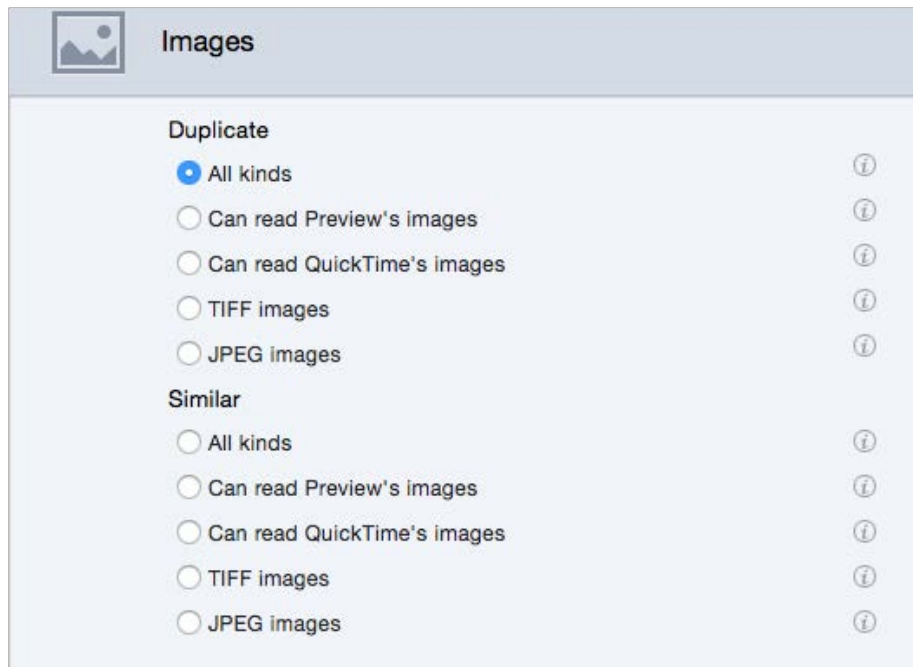 Images
Duplicate
All kinds
Can read Preview's images
Can read QuickTime's images
TIFF images
JPEG images
Similar
All kinds
Can read Preview's images
Can read QuickTime's images
TIFF images
JPEG images